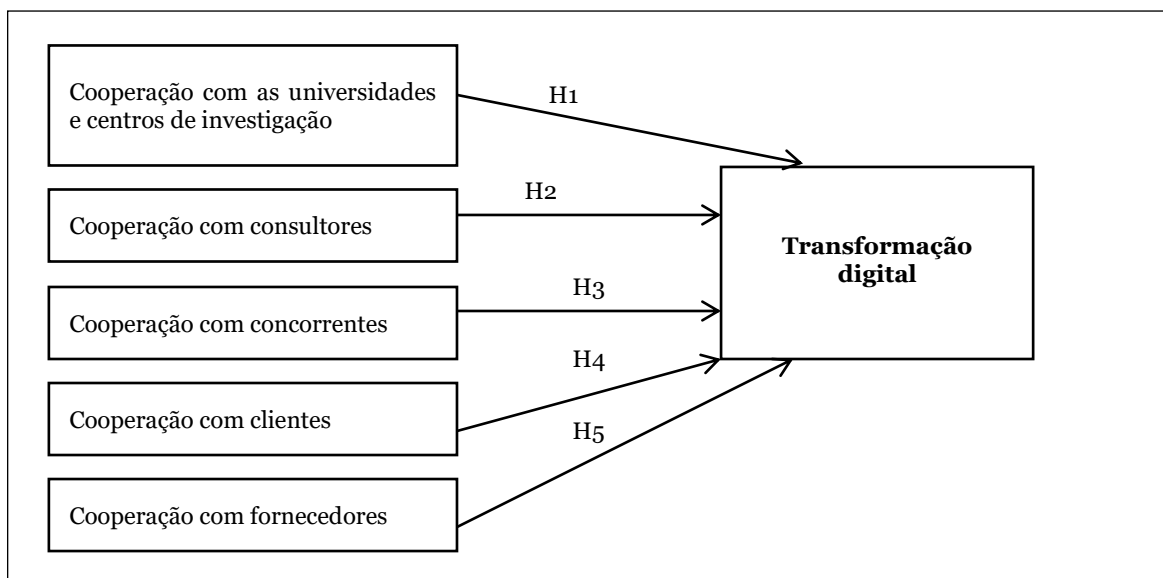 Cooperação com as universidades
e centros de investigação
H1
Cooperação com consultores
H2
Cooperação com concorrentes
H3
Cooperação com clientes
H4
Cooperação com fornecedores
H5
Transformação
digital